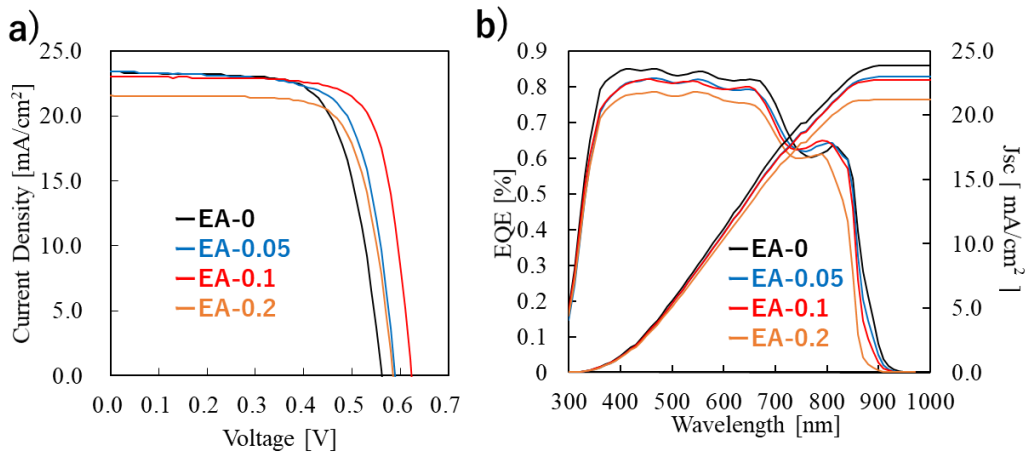 a)
Current Density [mA/cm²]
25.0
20.0
15.0
10.0
5.0
0.0
EA-0
EA-0.05
EA-0.1
EA-0.2
0.0 0.1 0.2 0.3 0.4 0.5 0.6 0.7
Voltage [V]
b)
EQE [%]
0.9
0.8
0.7
0.6
0.5
0.4
0.3
0.2
0.1
0
EA-0
EA-0.05
EA-0.1
EA-0.2
300 400 500 600 700 800 900 1000
Wavelength [nm]
25.0
20.0
15.0
10.0
5.0
0.0
Jsc [ mA/cm² ]